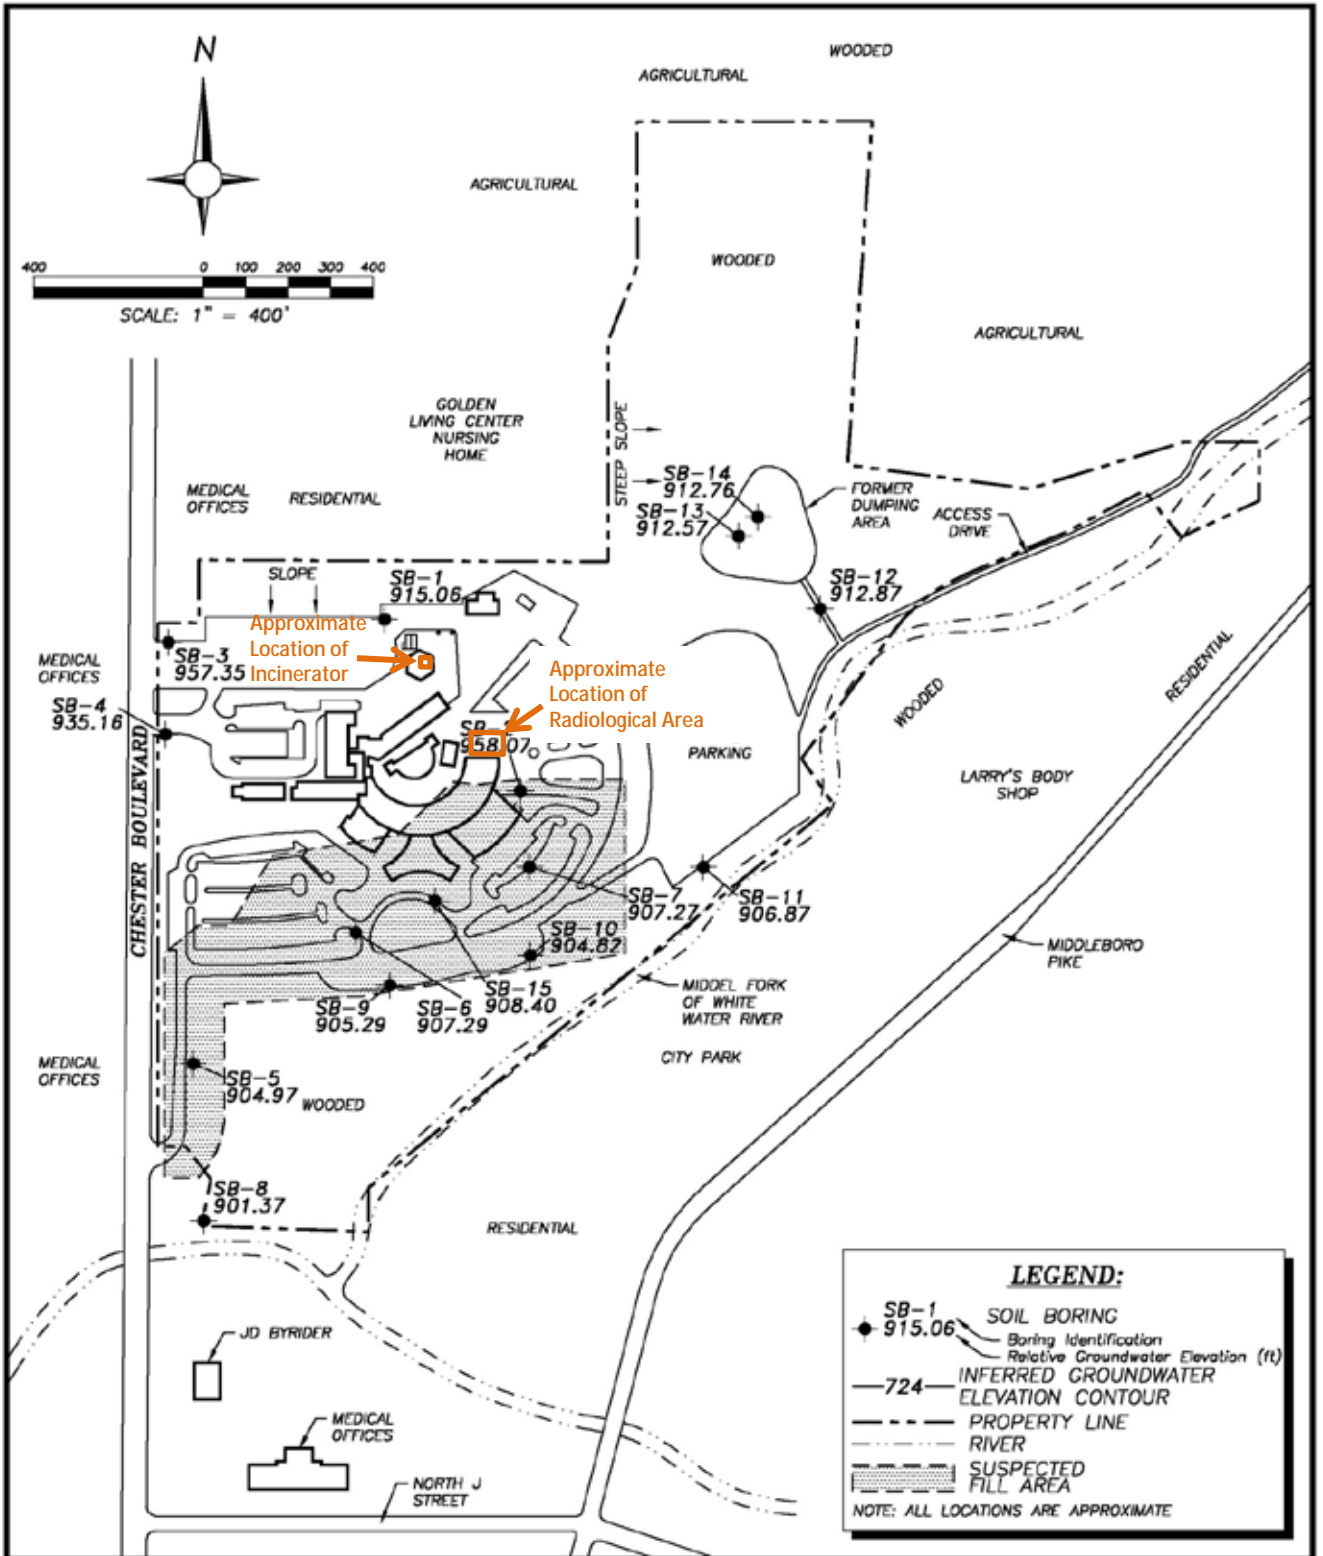 N
WOODED
AGRICULTURAL
AGRICULTURAL
WOODED
400 0 100 200 300 400
SCALE: 1" = 400'
AGRICULTURAL
GOLDEN
LIVING CENTER
NURSING
HOME
STEEP SLOPE
MEDICAL
OFFICES
RESIDENTIAL
SB-14
912.76
SB-13
912.57
FORMER
DUMPING
AREA
ACCESS
DRIVE
SLOPE
SB-1
915.06
SB-12
912.87
Approximate
Location of
Incinerator
MEDICAL
OFFICES
SB-3
957.35
SB-4
935.16
Approximate
Location of
Radiological Area
958.07
WOODED
RESIDENTIAL
PARKING
LARRY'S BODY
SHOP
CHESTER BOULEVARD
SB-7
907.27
SB-11
906.87
SB-10
904.82
MIDDLEBORO
PIKE
SB-15
908.40
SB-6
907.29
SB-9
905.29
MIDDEL FORK
OF WHITE
WATER RIVER
CITY PARK
MEDICAL
OFFICES
SB-5
904.97
WOODED
SB-8
901.37
RESIDENTIAL
JD BYRIDER
MEDICAL
OFFICES
NORTH J
STREET
LEGEND:
SB-1
915.06
SOIL BORING
Boring Identification
Relative Groundwater Elevation (ft)
724
INFERRED GROUNDWATER
ELEVATION CONTOUR
PROPERTY LINE
RIVER
SUSPECTED
FILL AREA
NOTE: ALL LOCATIONS ARE APPROXIMATE